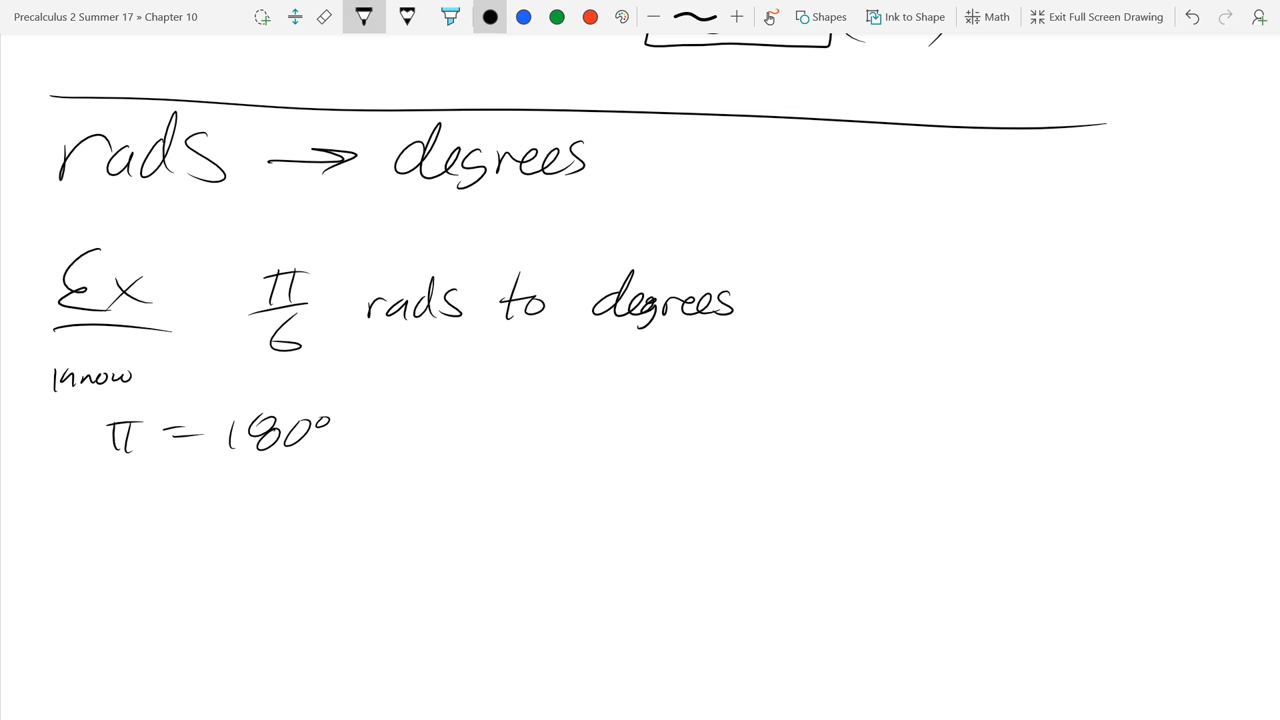 Precalculus 2 Summer 17 » Chapter 10 Shapes Ink to Shape Math Exit Full Screen Drawing
rads → degrees
Ex π/6 rads to degrees
Know
π = 180°